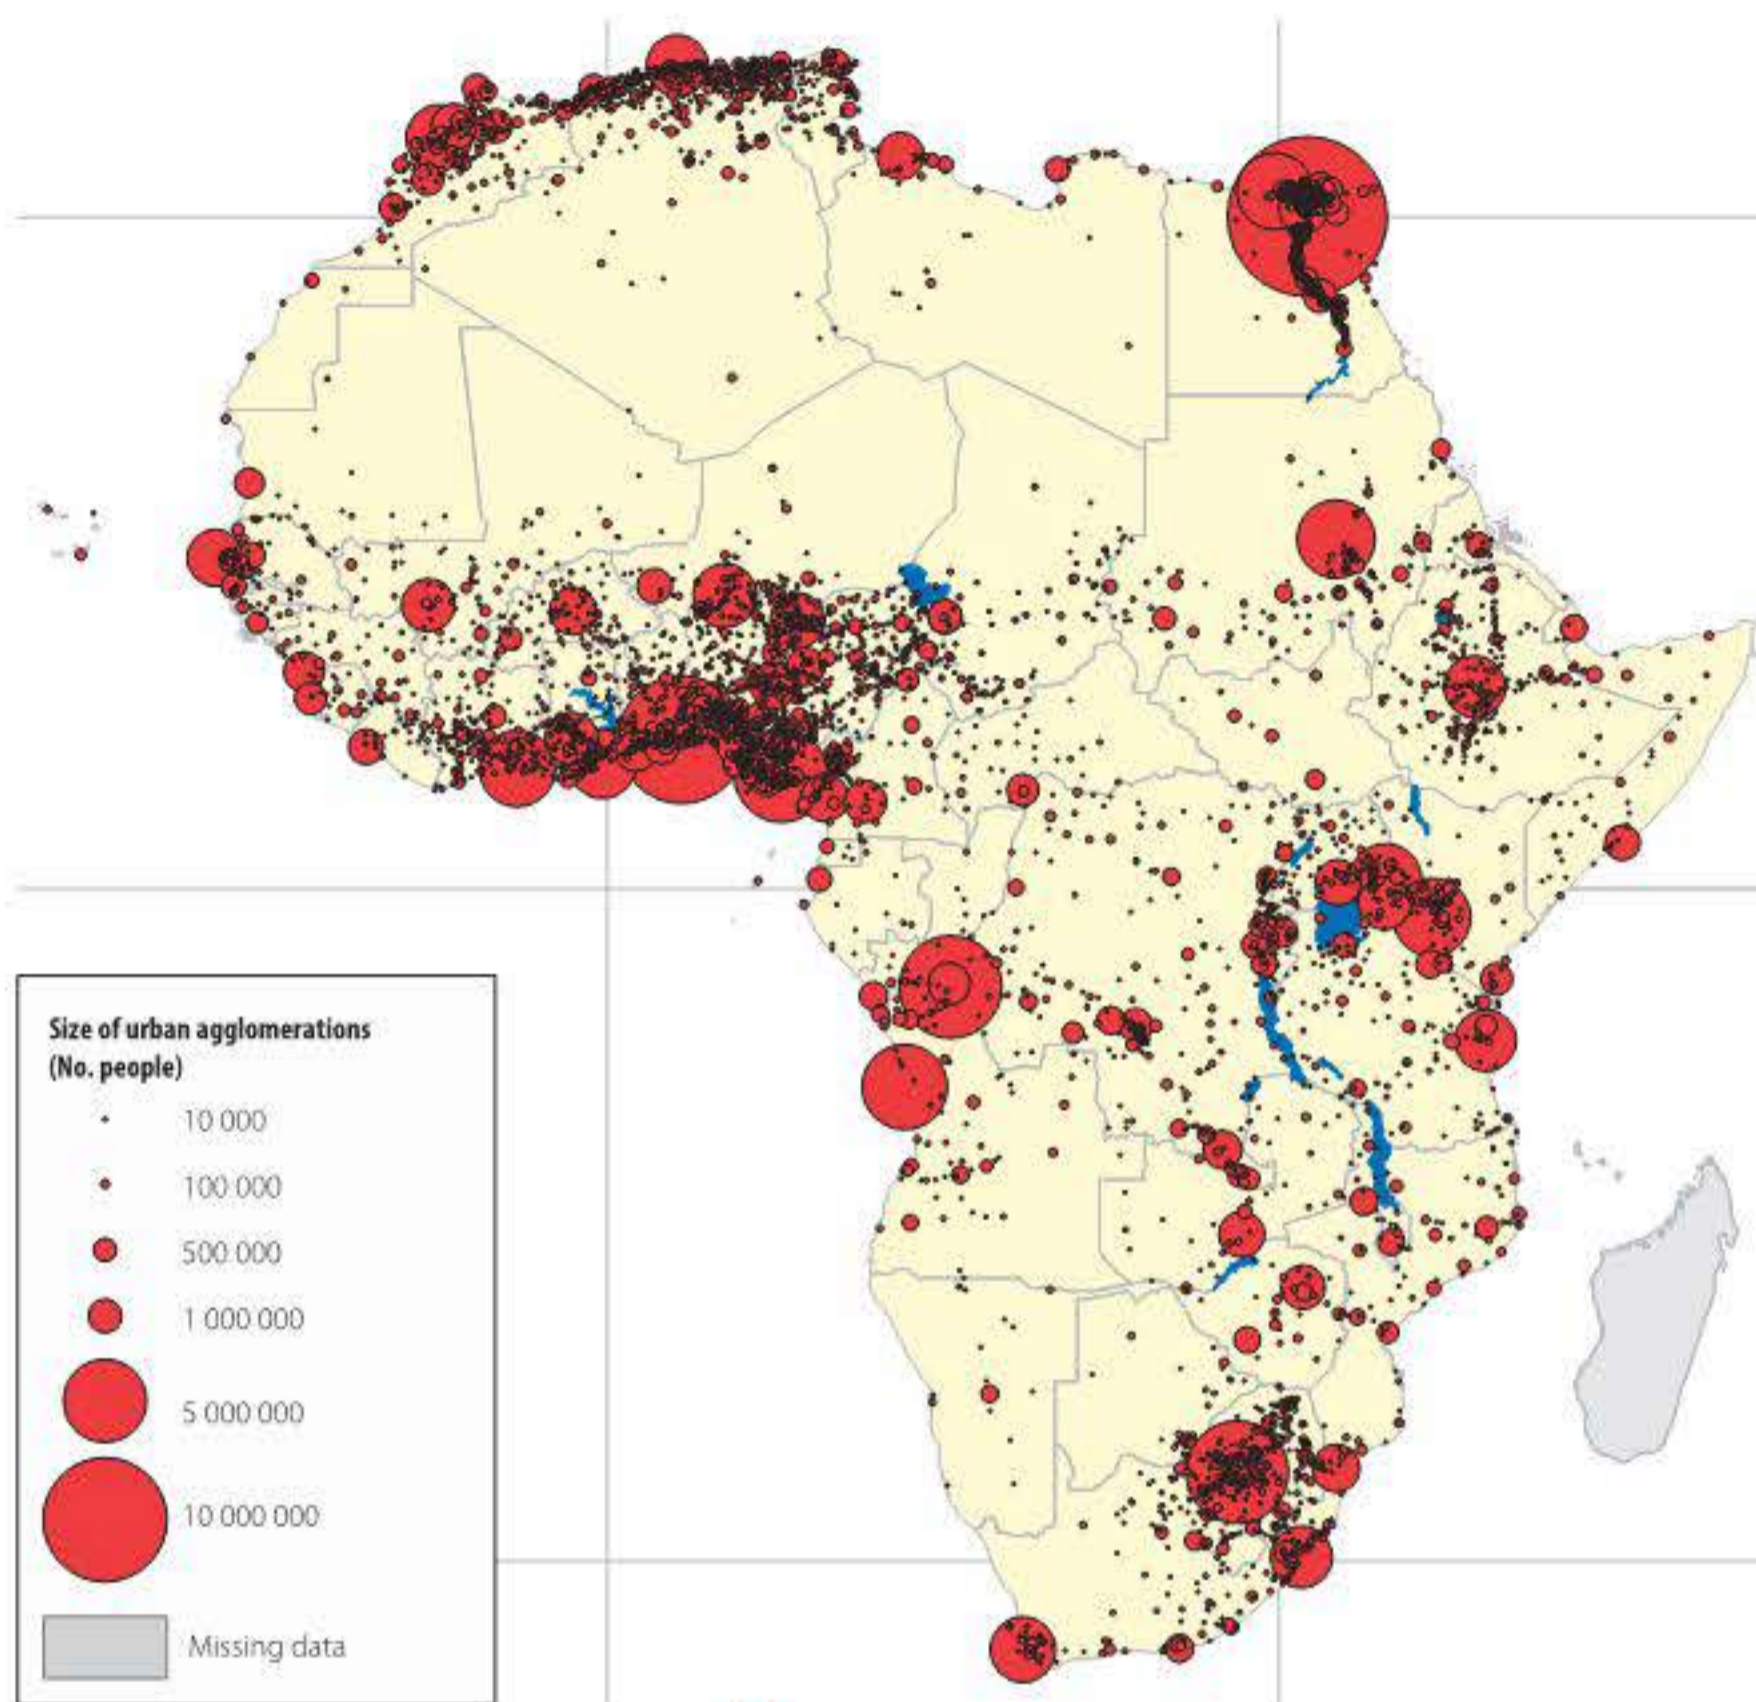 Size of urban agglomerations
(No. people)
10 000
100 000
500 000
1 000 000
5 000 000
10 000 000
Missing data